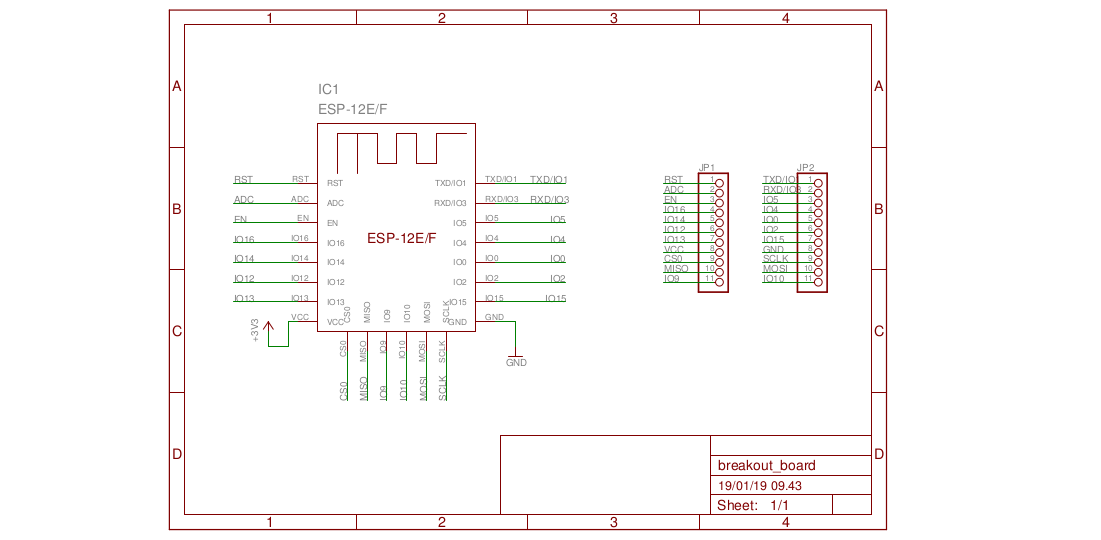 1 2 3 4
A A
IC1
ESP-12E/F
JP1 JP2
RST RST RST TXD/IO1 TXD/IO1 TXD/IO1
ADC ADC ADC RXD/IO3 RXD/IO3 RXD/IO3
EN EN EN IO5 IO5 IO5
IO16 IO16 IO16 IO4 IO4 IO4
IO14 IO14 IO14 IO0 IO0 IO0
IO12 IO12 IO12 IO2 IO2 IO2
IO13 IO13 IO13 IO15 IO15 IO15
+3V3 VCC VCC GND GND
ESP-12E/F
CS0 MISO IO9 IO10 MOSI SCLK
CS0 MISO IO9 IO10 MOSI SCLK
CS0 MISO IO9 IO10 MOSI SCLK
GND
RST 1
ADC 2
EN 3
IO16 4
IO14 5
IO12 6
IO13 7
VCC 8
CS0 9
MISO 10
IO9 11
TXD/IO1 1
RXD/IO3 2
IO5 3
IO4 4
IO0 5
IO2 6
IO15 7
GND 8
SCLK 9
MOSI 10
IO10 11
B B
C C
D D
breakout_board
19/01/19 09.43
Sheet: 1/1
1 2 3 4